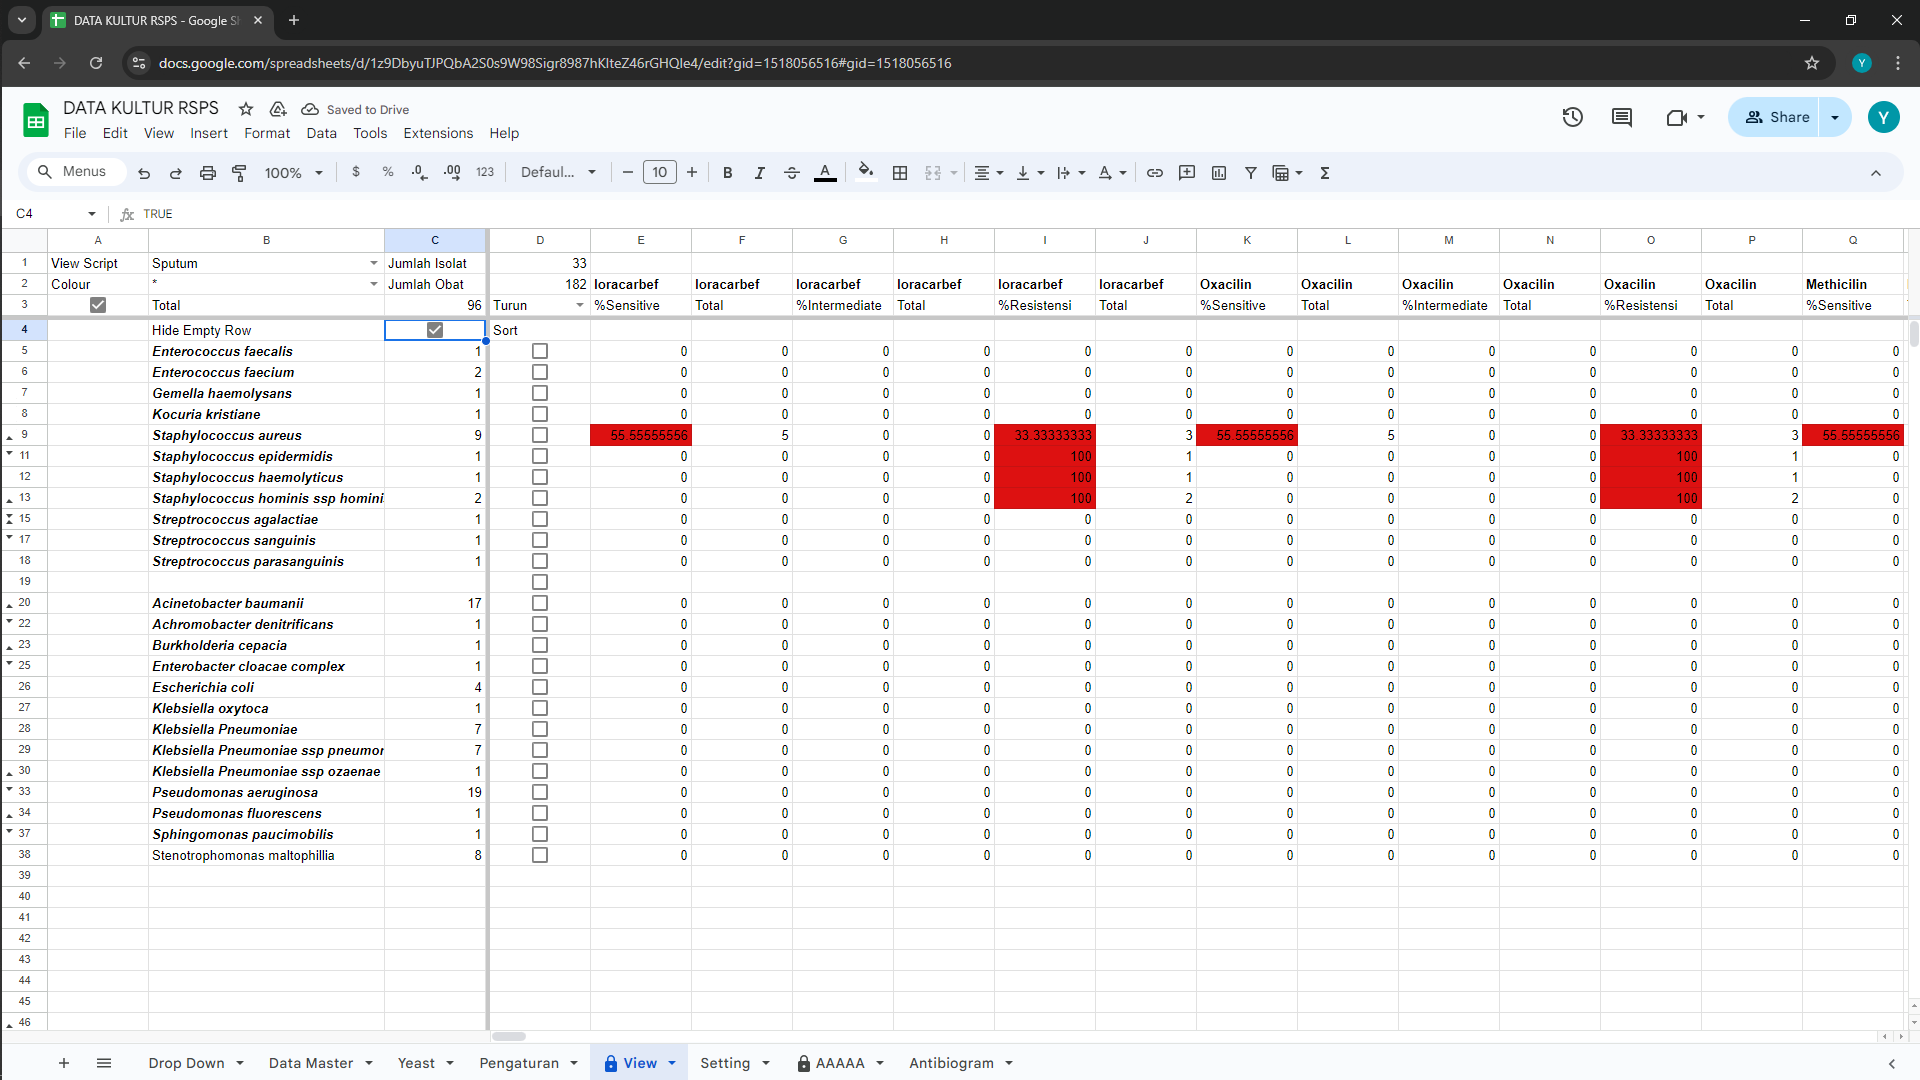 DATA KULTUR RSPS - Google Sh
docs.google.com/spreadsheets/d/1z9DbyuTJPQbA2S0s9W98Sigr8987hKIteZ46rGHQle4/edit?gid=1518056516#gid=1518056516
Y
DATA KULTUR RSPS Saved to Drive
File Edit View Insert Format Data Tools Extensions Help
Share
Y
Menus 100% $ % .0 .00 123 Defaul... 10 B I S A
C4 fx TRUE
A B C D E F G H I J K L M N O P Q
1 View Script Sputum Jumlah Isolat 33
2 Colour * Jumlah Obat 182 loracarbef loracarbef loracarbef loracarbef loracarbef loracarbef Oxacilin Oxacilin Oxacilin Oxacilin Oxacilin Oxacilin Methicilin
3 Total 96 Turun %Sensitive Total %Intermediate Total %Resistensi Total %Sensitive Total %Intermediate Total %Resistensi Total %Sensitive
4 Hide Empty Row Sort
5 Enterococcus faecalis 1 0 0 0 0 0 0 0 0 0 0 0 0 0
6 Enterococcus faecium 2 0 0 0 0 0 0 0 0 0 0 0 0 0
7 Gemella haemolysans 1 0 0 0 0 0 0 0 0 0 0 0 0 0
8 Kocuria kristiane 1 0 0 0 0 0 0 0 0 0 0 0 0 0
9 Staphylococcus aureus 9 55.55555556 5 0 0 33.33333333 3 55.55555556 5 0 0 33.33333333 3 55.55555556
11 Staphylococcus epidermidis 1 0 0 0 0 100 1 0 0 0 0 100 1 0
12 Staphylococcus haemolyticus 1 0 0 0 0 100 1 0 0 0 0 100 1 0
13 Staphylococcus hominis ssp homini 2 0 0 0 0 100 2 0 0 0 0 100 2 0
15 Streptrococcus agalactiae 1 0 0 0 0 0 0 0 0 0 0 0 0 0
17 Streptrococcus sanguinis 1 0 0 0 0 0 0 0 0 0 0 0 0 0
18 Streptrococcus parasanguinis 1 0 0 0 0 0 0 0 0 0 0 0 0 0
19
20 Acinetobacter baumanii 17 0 0 0 0 0 0 0 0 0 0 0 0 0
22 Achromobacter denitrificans 1 0 0 0 0 0 0 0 0 0 0 0 0 0
23 Burkholderia cepacia 1 0 0 0 0 0 0 0 0 0 0 0 0 0
25 Enterobacter cloacae complex 1 0 0 0 0 0 0 0 0 0 0 0 0 0
26 Escherichia coli 4 0 0 0 0 0 0 0 0 0 0 0 0 0
27 Klebsiella oxytoca 1 0 0 0 0 0 0 0 0 0 0 0 0 0
28 Klebsiella Pneumoniae 7 0 0 0 0 0 0 0 0 0 0 0 0 0
29 Klebsiella Pneumoniae ssp pneumor 7 0 0 0 0 0 0 0 0 0 0 0 0 0
30 Klebsiella Pneumoniae ssp ozaenae 1 0 0 0 0 0 0 0 0 0 0 0 0 0
33 Pseudomonas aeruginosa 19 0 0 0 0 0 0 0 0 0 0 0 0 0
34 Pseudomonas fluorescens 1 0 0 0 0 0 0 0 0 0 0 0 0 0
37 Sphingomonas paucimobilis 1 0 0 0 0 0 0 0 0 0 0 0 0 0
38 Stenotrophomonas maltophillia 8 0 0 0 0 0 0 0 0 0 0 0 0 0
39
40
41
42
43
44
45
46
Drop Down Data Master Yeast Pengaturan View Setting AAAAA Antibiogram